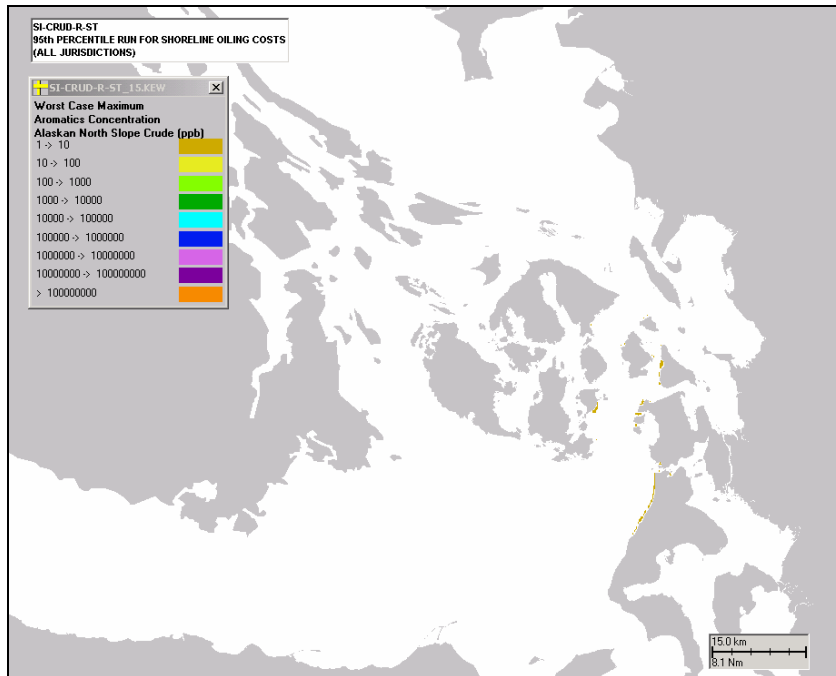 SI-CRUD-R-ST
95th PERCENTILE RUN FOR SHORELINE OILING COSTS
(ALL JURISDICTIONS)
SI-CRUD-R-ST_15.KEW
Worst Case Maximum
Aromatics Concentration
Alaskan North Slope Crude (ppb)
1 -> 10
10 -> 100
100 -> 1000
1000 -> 10000
10000 -> 100000
100000 -> 1000000
1000000 -> 10000000
10000000 -> 100000000
> 100000000
15.0 km
8.1 Nm